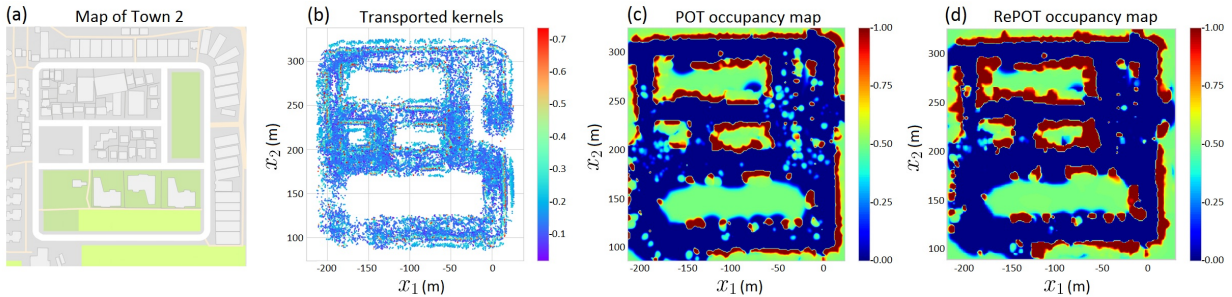 (a) Map of Town 2
(b) Transported kernels
300
250
200
150
100
x2 (m)
-200 -150 -100 -50 0
x1 (m)
-0.7
-0.6
-0.5
-0.4
-0.3
-0.2
-0.1
(c) POT occupancy map
300
250
200
150
100
x2 (m)
-200 -150 -100 -50 0
x1 (m)
1.00
0.75
0.50
0.25
0.00
(d) RePOT occupancy map
300
250
200
150
100
x2 (m)
-200 -150 -100 -50 0
x1 (m)
1.00
0.75
0.50
0.25
0.00